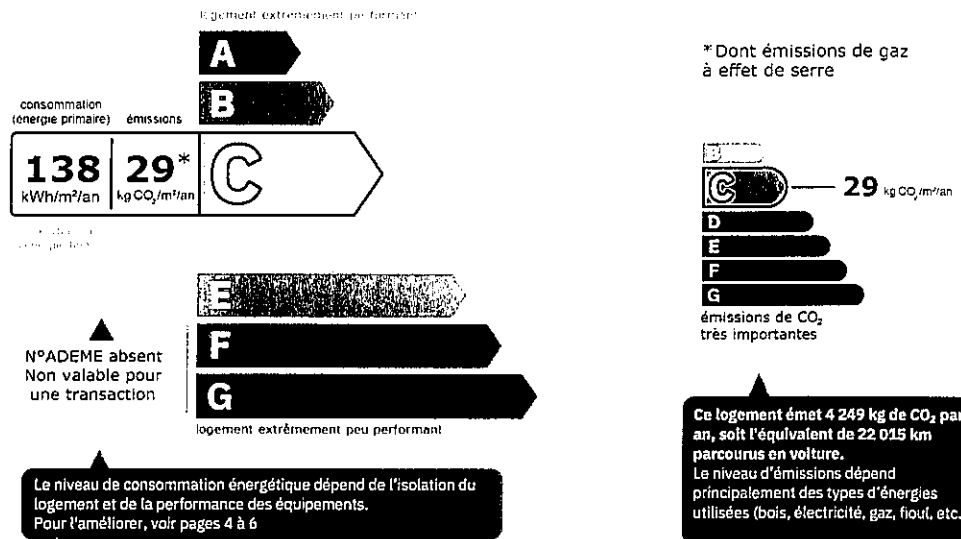 logement extrêmement performant
A
B
consommation
(énergie primaire)
émissions
138
kWh/m²/an
29*
kg CO₂/m²/an
C
E
F
G
logement extrêmement peu performant
N°ADEME absent
Non valable pour
une transaction
Le niveau de consommation énergétique dépend de l'isolation du
logement et de la performance des équipements.
Pour l'améliorer, voir pages 4 à 6
*Dont émissions de gaz
à effet de serre
B
C
29 kg CO₂/m²/an
D
E
F
G
émissions de CO₂
très importantes
Ce logement émet 4 249 kg de CO₂ par
an, soit l'équivalent de 22 015 km
parcourus en voiture.
Le niveau d'émissions dépend
principalement des types d'énergies
utilisées (bois, électricité, gaz, fioul, etc.